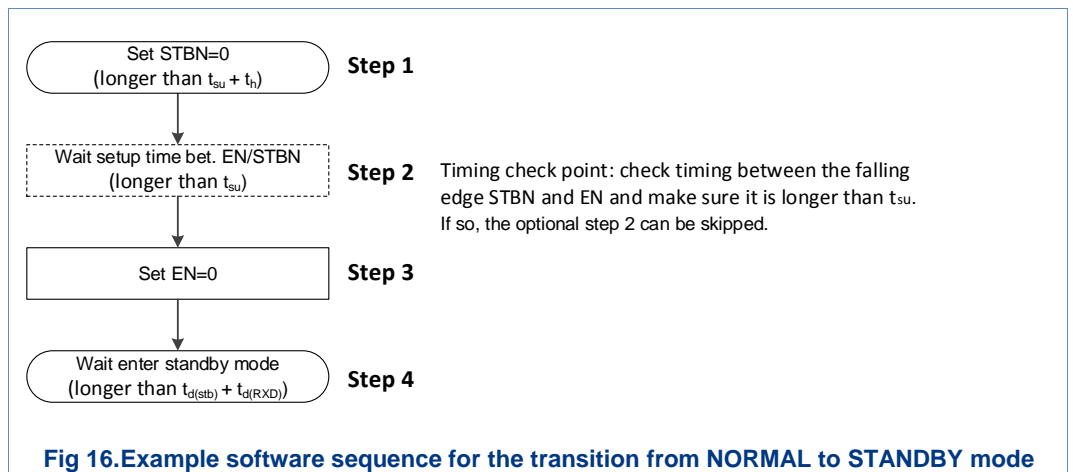 Set STBN=0
(longer than tsu + th)
Step 1
Wait setup time bet. EN/STBN
(longer than tsu)
Step 2
Timing check point: check timing between the falling
edge STBN and EN and make sure it is longer than tsu.
If so, the optional step 2 can be skipped.
Set EN=0
Step 3
Wait enter standby mode
(longer than td(stb) + td(RXD))
Step 4
Fig 16.Example software sequence for the transition from NORMAL to STANDBY mode